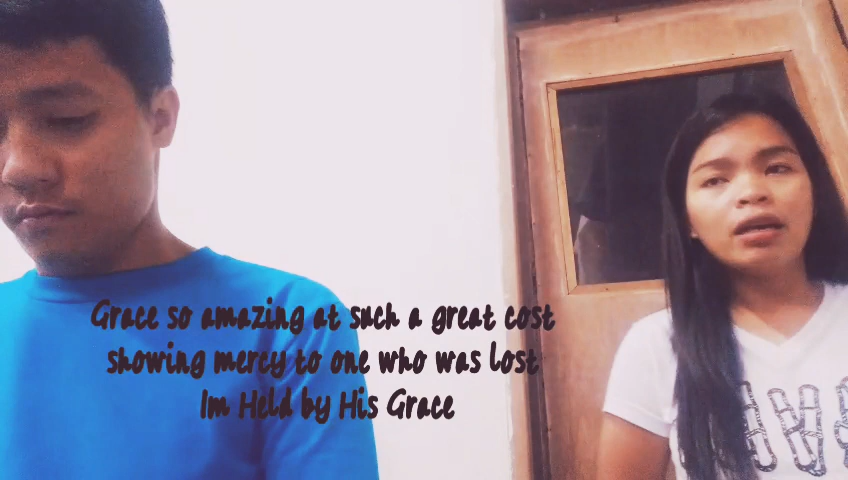 Grace so amazing at such a great cost
showing mercy to one who was lost
Im Held by His Grace